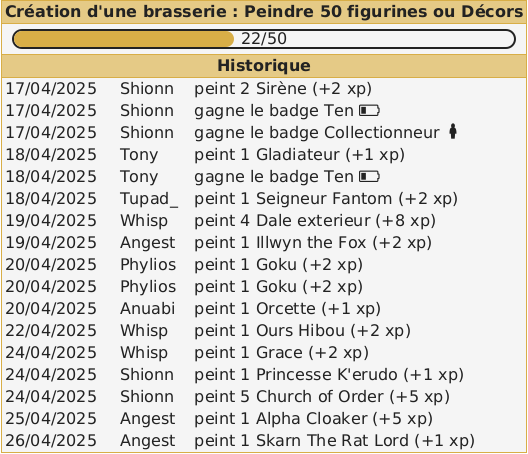 Création d'une brasserie : Peindre 50 figurines ou Décors
22/50
Historique
17/04/2025 Shionn peint 2 Sirène (+2 xp)
17/04/2025 Shionn gagne le badge Ten
17/04/2025 Shionn gagne le badge Collectionneur
18/04/2025 Tony peint 1 Gladiateur (+1 xp)
18/04/2025 Tony gagne le badge Ten
18/04/2025 Tupad_ peint 1 Seigneur Fantom (+2 xp)
19/04/2025 Whisp peint 4 Dale exterieur (+8 xp)
19/04/2025 Angest peint 1 Illwyn the Fox (+2 xp)
20/04/2025 Phylios peint 1 Goku (+2 xp)
20/04/2025 Phylios peint 1 Goku (+2 xp)
20/04/2025 Anuabi peint 1 Orcette (+1 xp)
22/04/2025 Whisp peint 1 Ours Hibou (+2 xp)
24/04/2025 Whisp peint 1 Grace (+2 xp)
24/04/2025 Shionn peint 1 Princesse K'erudo (+1 xp)
24/04/2025 Shionn peint 5 Church of Order (+5 xp)
25/04/2025 Angest peint 1 Alpha Cloaker (+5 xp)
26/04/2025 Angest peint 1 Skarn The Rat Lord (+1 xp)